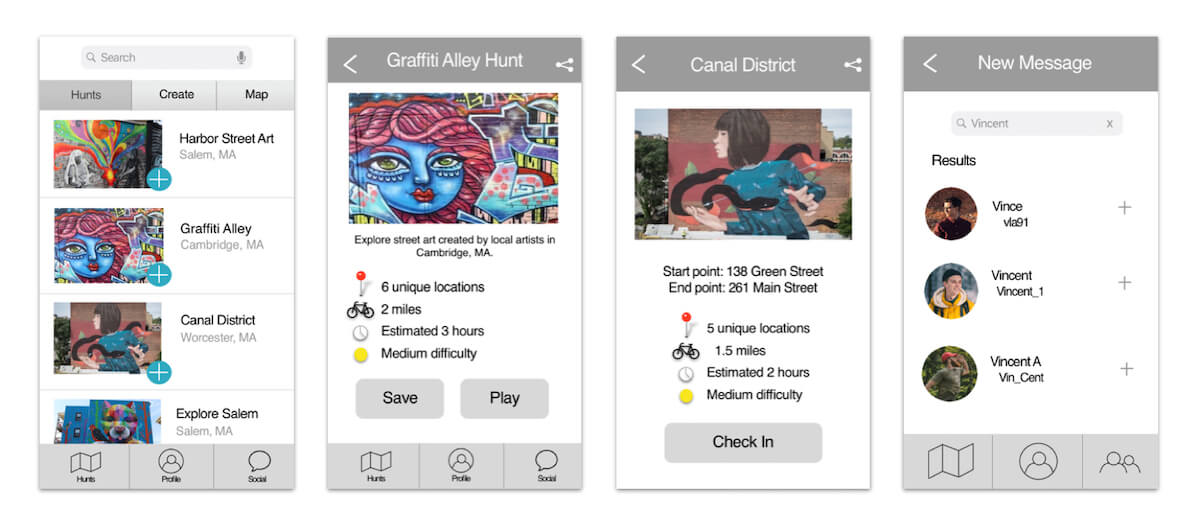 Search
Hunts
Create
Map
Harbor Street Art
Salem, MA
Graffiti Alley
Cambridge, MA
Canal District
Worcester, MA
Explore Salem
Salem, MA
Hunts
Profile
Social
Graffiti Alley Hunt
Explore street art created by local artists in
Cambridge, MA.
6 unique locations
2 miles
Estimated 3 hours
Medium difficulty
Save
Play
Hunts
Profile
Social
Canal District
Start point: 138 Green Street
End point: 261 Main Street
5 unique locations
1.5 miles
Estimated 2 hours
Medium difficulty
Check In
New Message
Vincent
X
Results
Vince
vla91
Vincent
Vincent_1
Vincent A
Vin_Cent